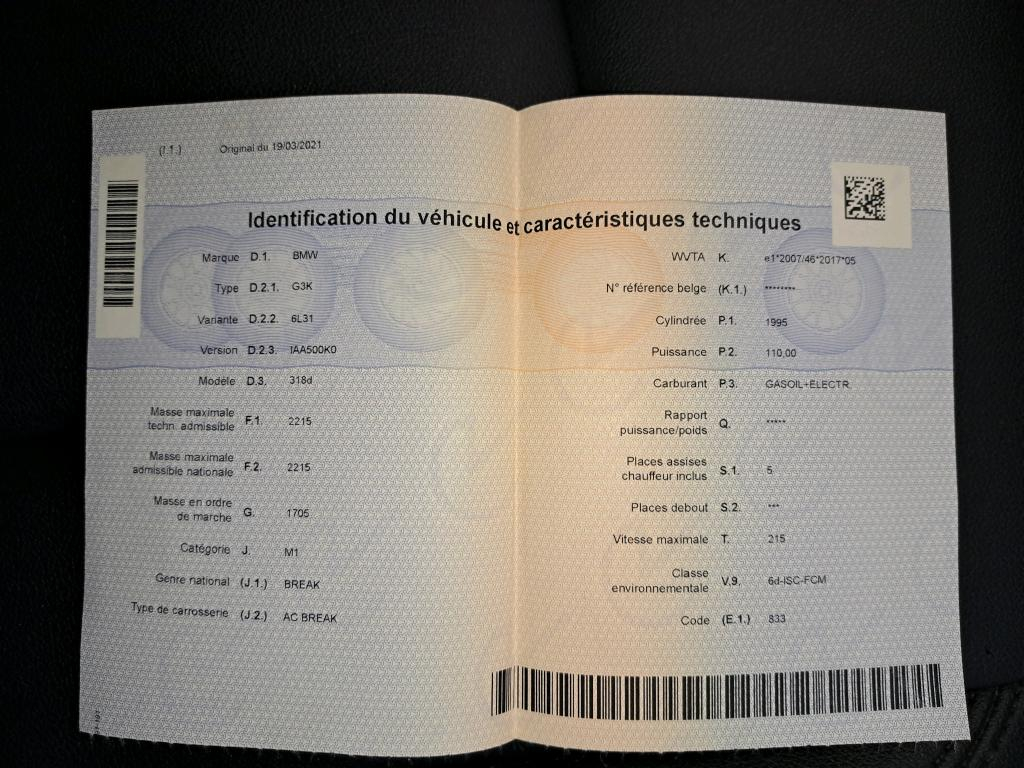 (I.1.) Original du 19/03/2021
Identification du véhicule et caractéristiques techniques
Marque D.1. BMW
Type D.2.1. G3K
Variante D.2.2. 6L31
Version D.2.3. IAA500K0
Modèle D.3. 318d
Masse maximale
techn. admissible F.1. 2215
Masse maximale
admissible nationale F.2. 2215
Masse en ordre
de marche G. 1705
Catégorie J. M1
Genre national (J.1.) BREAK
Type de carrosserie (J.2.) AC BREAK
WVTA K. e1*2007/46*2017*05
N° référence belge (K.1.) ********
Cylindrée P.1. 1995
Puissance P.2. 110,00
Carburant P.3. GASOIL+ELECTR.
Rapport
puissance/poids Q. *****
Places assises
chauffeur inclus S.1. 5
Places debout S.2. ***
Vitesse maximale T. 215
Classe
environnementale V.9. 6d-ISC-FCM
Code (E.1.) 833